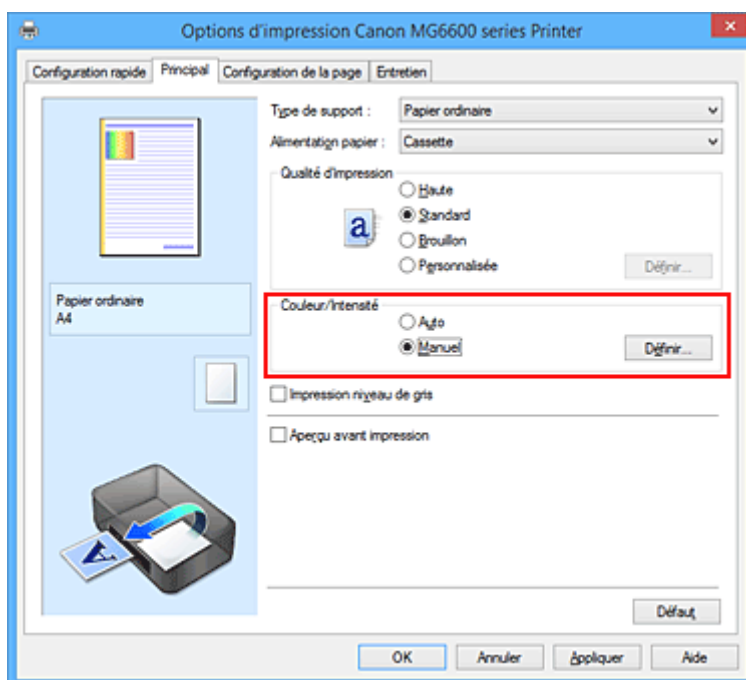 Options d'impression Canon MG6600 series Printer
Configuration rapide Principal Configuration de la page Entretien
Type de support : Papier ordinaire
Alimentation papier : Cassette
Qualité d'impression
Haute
a Standard
Brouillon
Personnalisée Définir...
Papier ordinaire
A4
Couleur/Intensité
Auto
Manuel Définir...
Impression niveau de gris
Aperçu avant impression
A
Défaut
OK Annuler Appliquer Aide